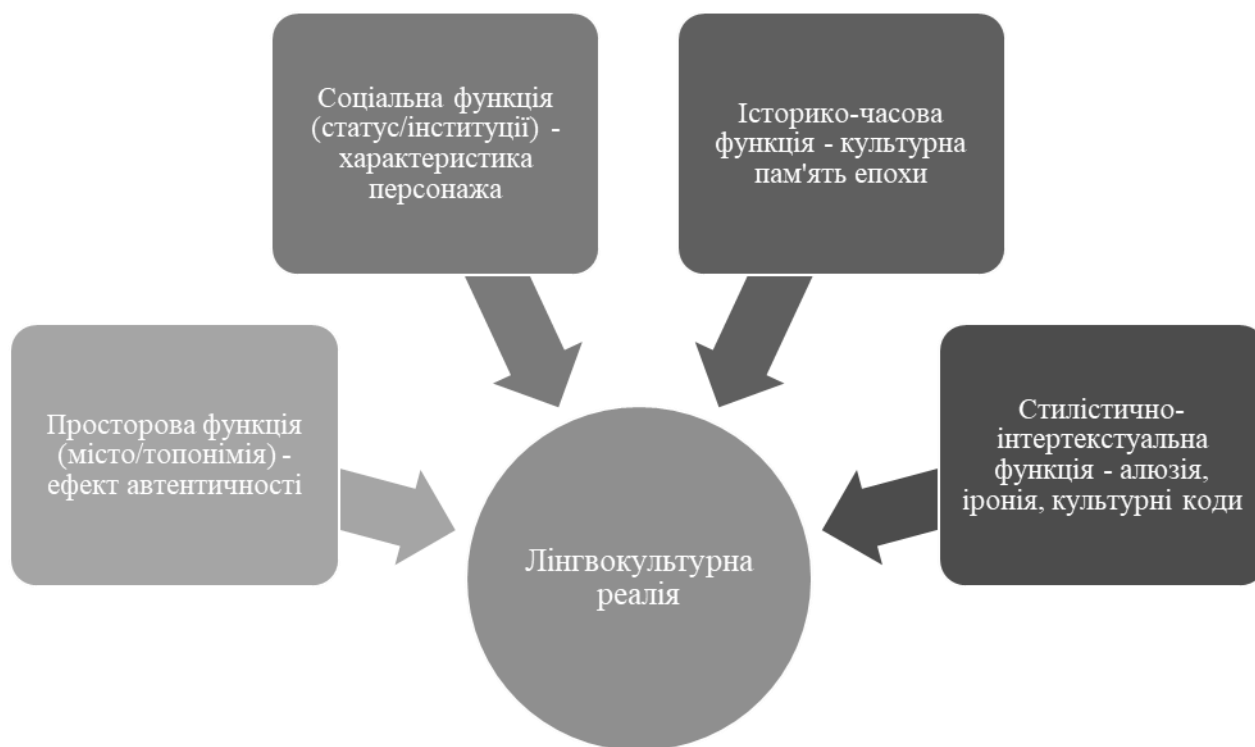 Соціальна функція
(статус/інституції) -
характеристика
персонажа
Історико-часова
функція - культурна
пам'ять епохи
Просторова функція
(місто/топонімія) -
ефект автентичності
Стилістично-
інтертекстуальна
функція - алюзія,
іронія, культурні коди
Лінгвокультурна
реалія